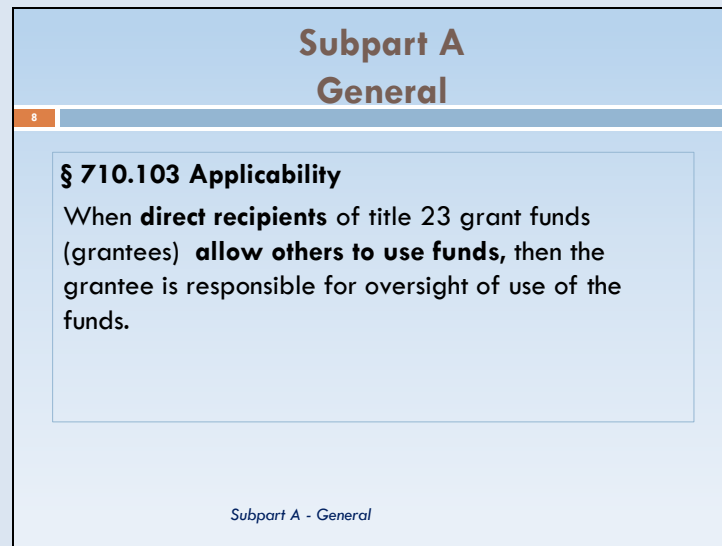 Subpart A
General
8
§ 710.103 Applicability
When direct recipients of title 23 grant funds
(grantees)  allow others to use funds, then the
grantee is responsible for oversight of use of the
funds.
Subpart A - General